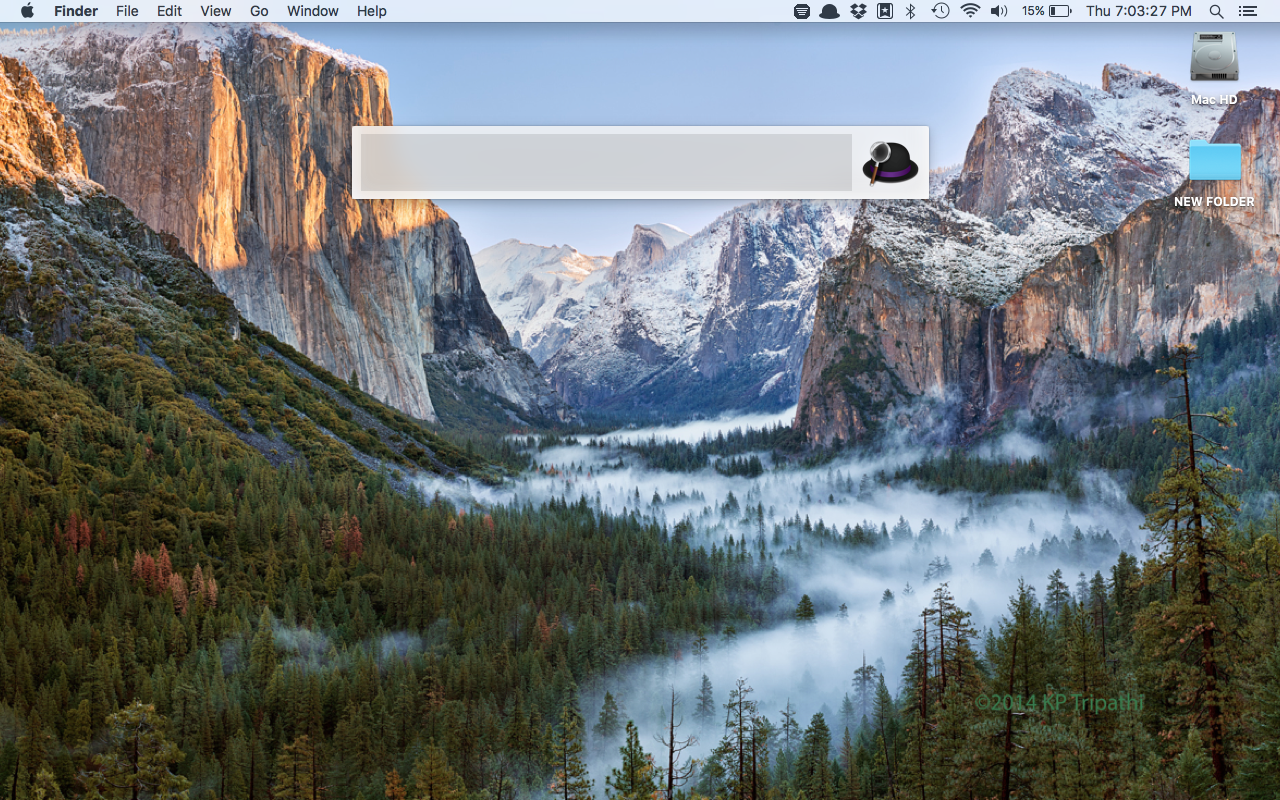 Finder File Edit View Go Window Help 15% Thu 7:03:27 PM
Mac HD
NEW FOLDER
©2014 KP Tripathi